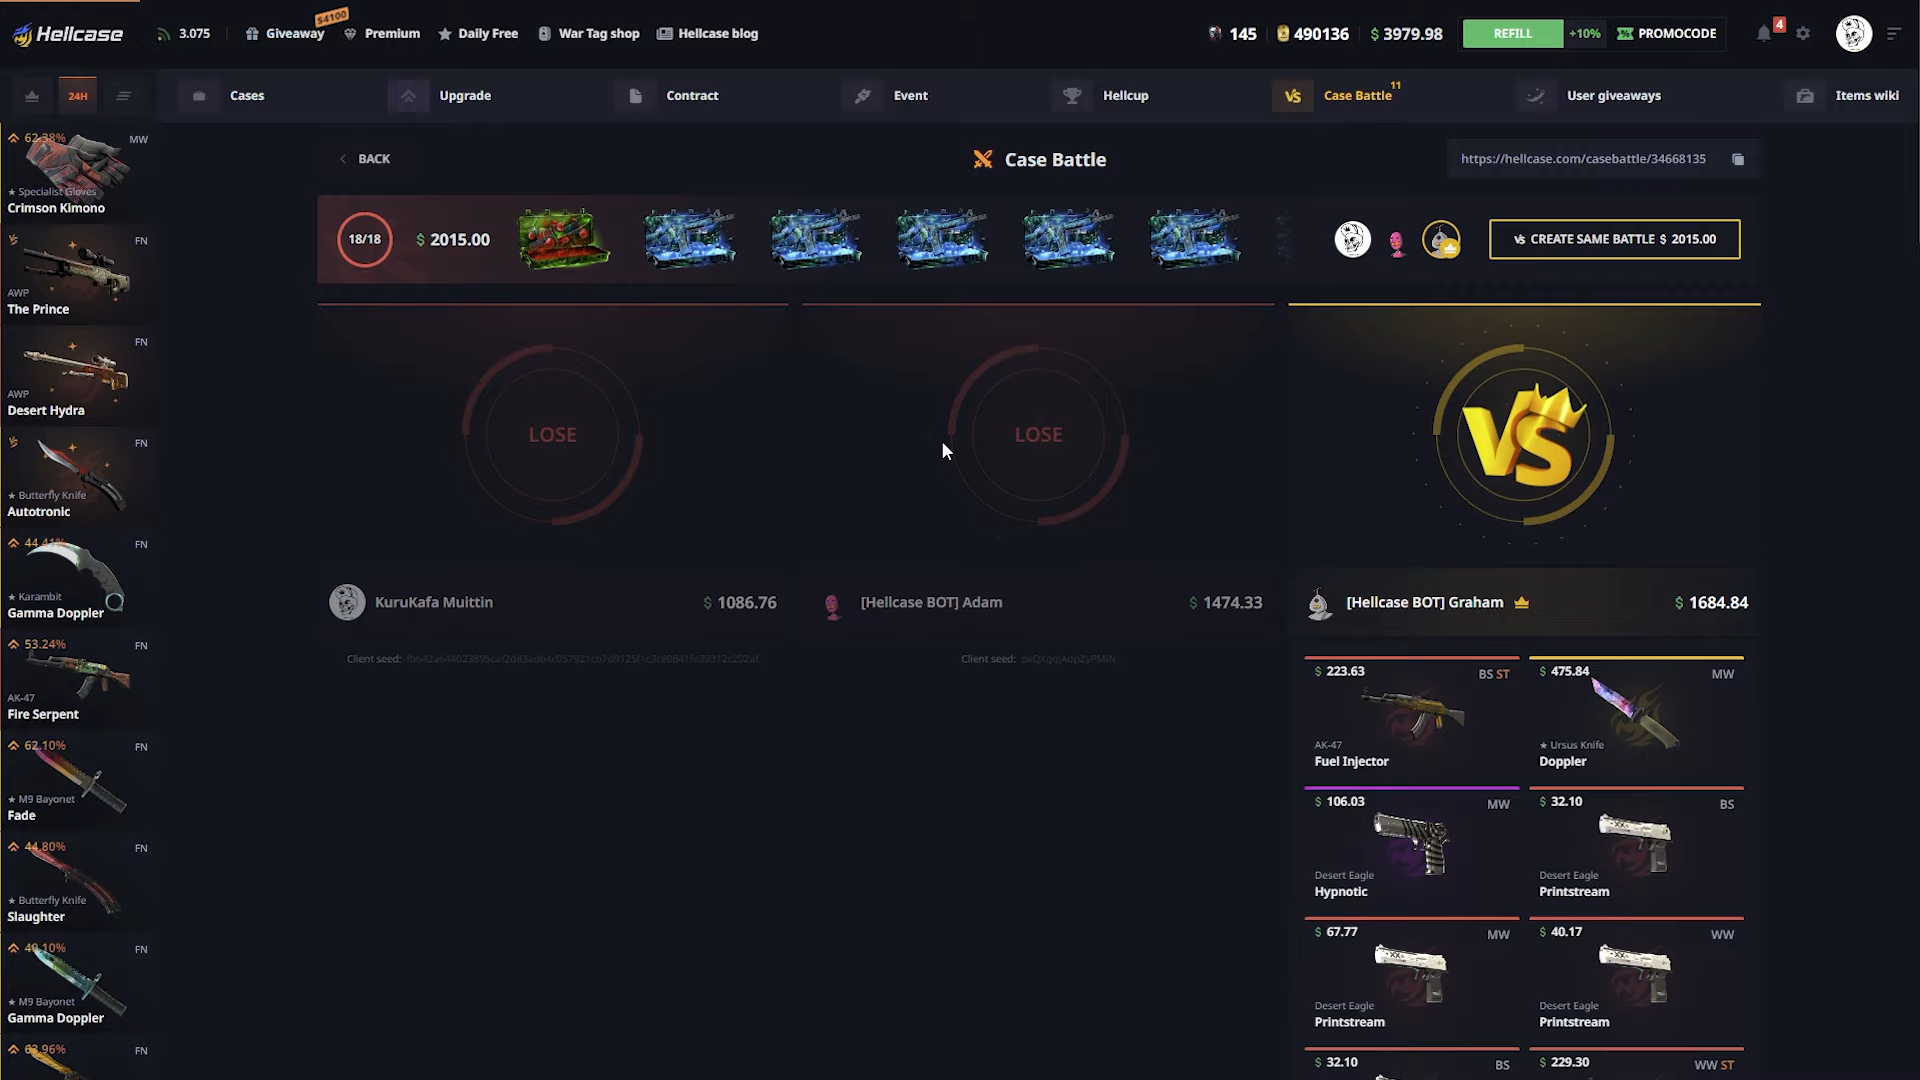 Hellcase
3.075
Giveaway
$4100
Premium
Daily Free
War Tag shop
Hellcase blog
145
490136
$ 3979.98
REFILL
+10%
PROMOCODE
4
24H
Cases
Upgrade
Contract
Event
Hellcup
VS
Case Battle 11
User giveaways
Items wiki
BACK
Case Battle
https://hellcase.com/casebattle/34668135
18/18
$ 2015.00
VS CREATE SAME BATTLE $ 2015.00
LOSE
LOSE
VS
KuruKafa Muittin
$ 1086.76
[Hellcase BOT] Adam
$ 1474.33
[Hellcase BOT] Graham
$ 1684.84
Client seed:
Client seed:
$ 223.63
BS ST
AK-47
Fuel Injector
$ 475.84
MW
★ Ursus Knife
Doppler
$ 106.03
MW
Desert Eagle
Hypnotic
$ 32.10
BS
Desert Eagle
Printstream
$ 67.77
MW
Desert Eagle
Printstream
$ 40.17
WW
Desert Eagle
Printstream
$ 32.10
BS
$ 229.30
WW ST
62.38%
MW
★ Specialist Gloves
Crimson Kimono
VS
FN
AWP
The Prince
FN
AWP
Desert Hydra
VS
FN
★ Butterfly Knife
Autotronic
44.41%
FN
★ Karambit
Gamma Doppler
53.24%
FN
AK-47
Fire Serpent
62.10%
FN
★ M9 Bayonet
Fade
44.80%
FN
★ Butterfly Knife
Slaughter
FN
★ M9 Bayonet
Gamma Doppler
63.96%
FN